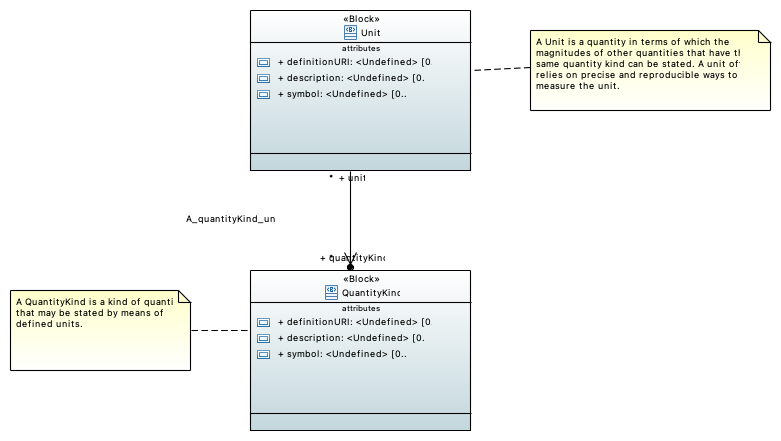 «Block»
Unit
attributes
+ definitionURI: <Undefined> [0
+ description: <Undefined> [0.
+ symbol: <Undefined> [0..
A Unit is a quantity in terms of which the
magnitudes of other quantities that have th
same quantity kind can be stated. A unit of
relies on precise and reproducible ways to
measure the unit.
* + unit
A_quantityKind_un
+ quantityKind
«Block»
QuantityKind
attributes
+ definitionURI: <Undefined> [0
+ description: <Undefined> [0.
+ symbol: <Undefined> [0..
A QuantityKind is a kind of quanti
that may be stated by means of
defined units.